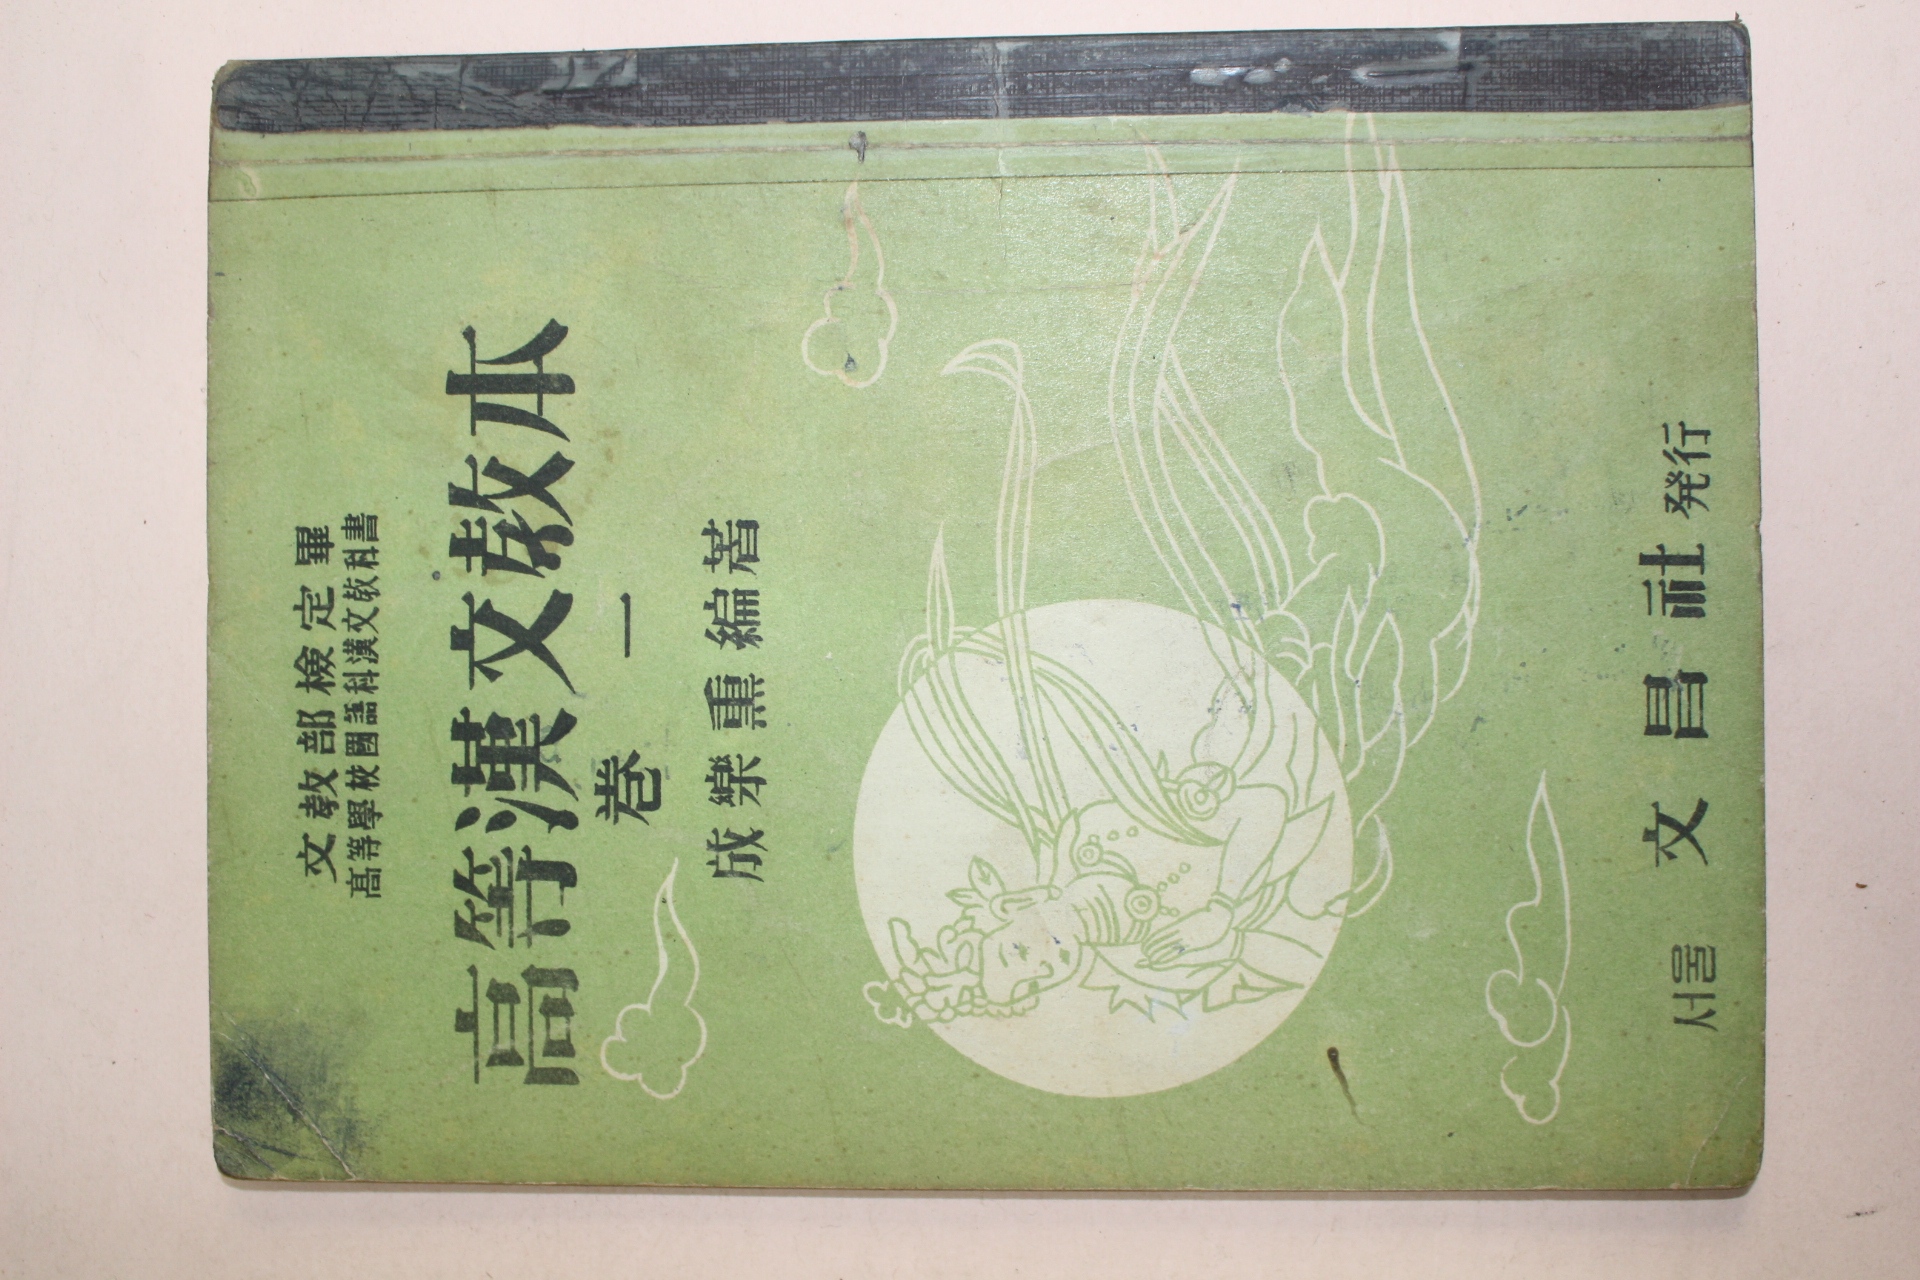 文敎部檢定畢
高等學校國語科漢文敎科書
高等漢文敎本
卷一
成樂熏編著
서울 文昌社 発行